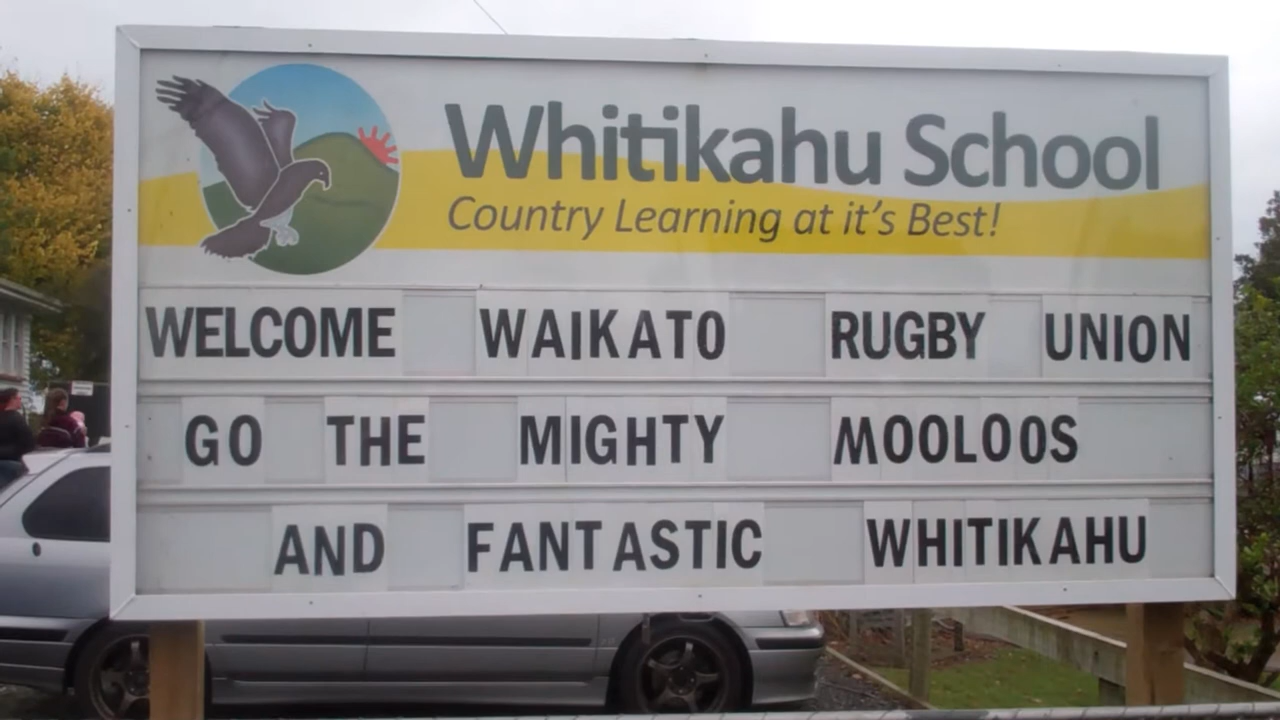 Whitikahu School
Country Learning at it's Best!
WELCOME WAIKATO RUGBY UNION
GO THE MIGHTY MOOLOOS
AND FANTASTIC WHITIKAHU